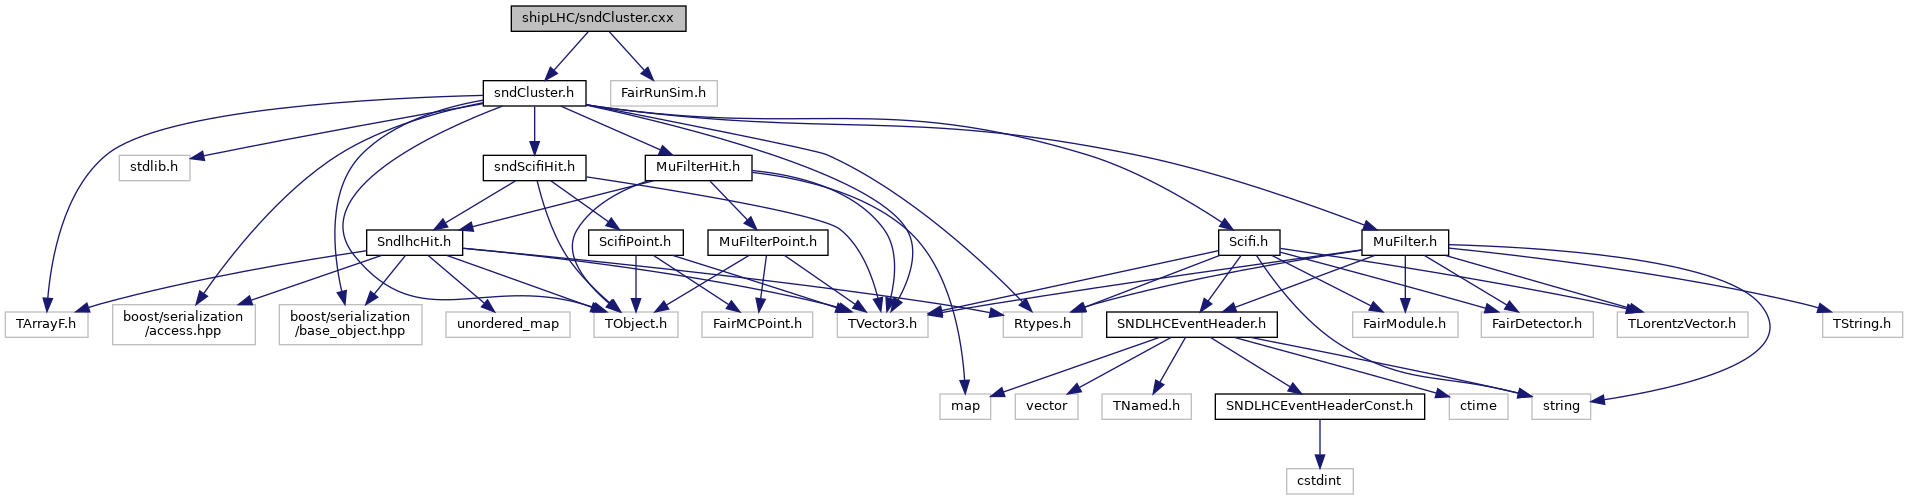 shipLHC/sndCluster.cxx
sndCluster.h
FairRunSim.h
stdlib.h
sndScifiHit.h
MuFilterHit.h
SndlhcHit.h
ScifiPoint.h
MuFilterPoint.h
Scifi.h
MuFilter.h
TArrayF.h
boost/serialization
/access.hpp
boost/serialization
/base_object.hpp
unordered_map
TObject.h
FairMCPoint.h
TVector3.h
Rtypes.h
SNDLHCEventHeader.h
FairModule.h
FairDetector.h
TLorentzVector.h
TString.h
map
vector
TNamed.h
SNDLHCEventHeaderConst.h
ctime
string
cstdint